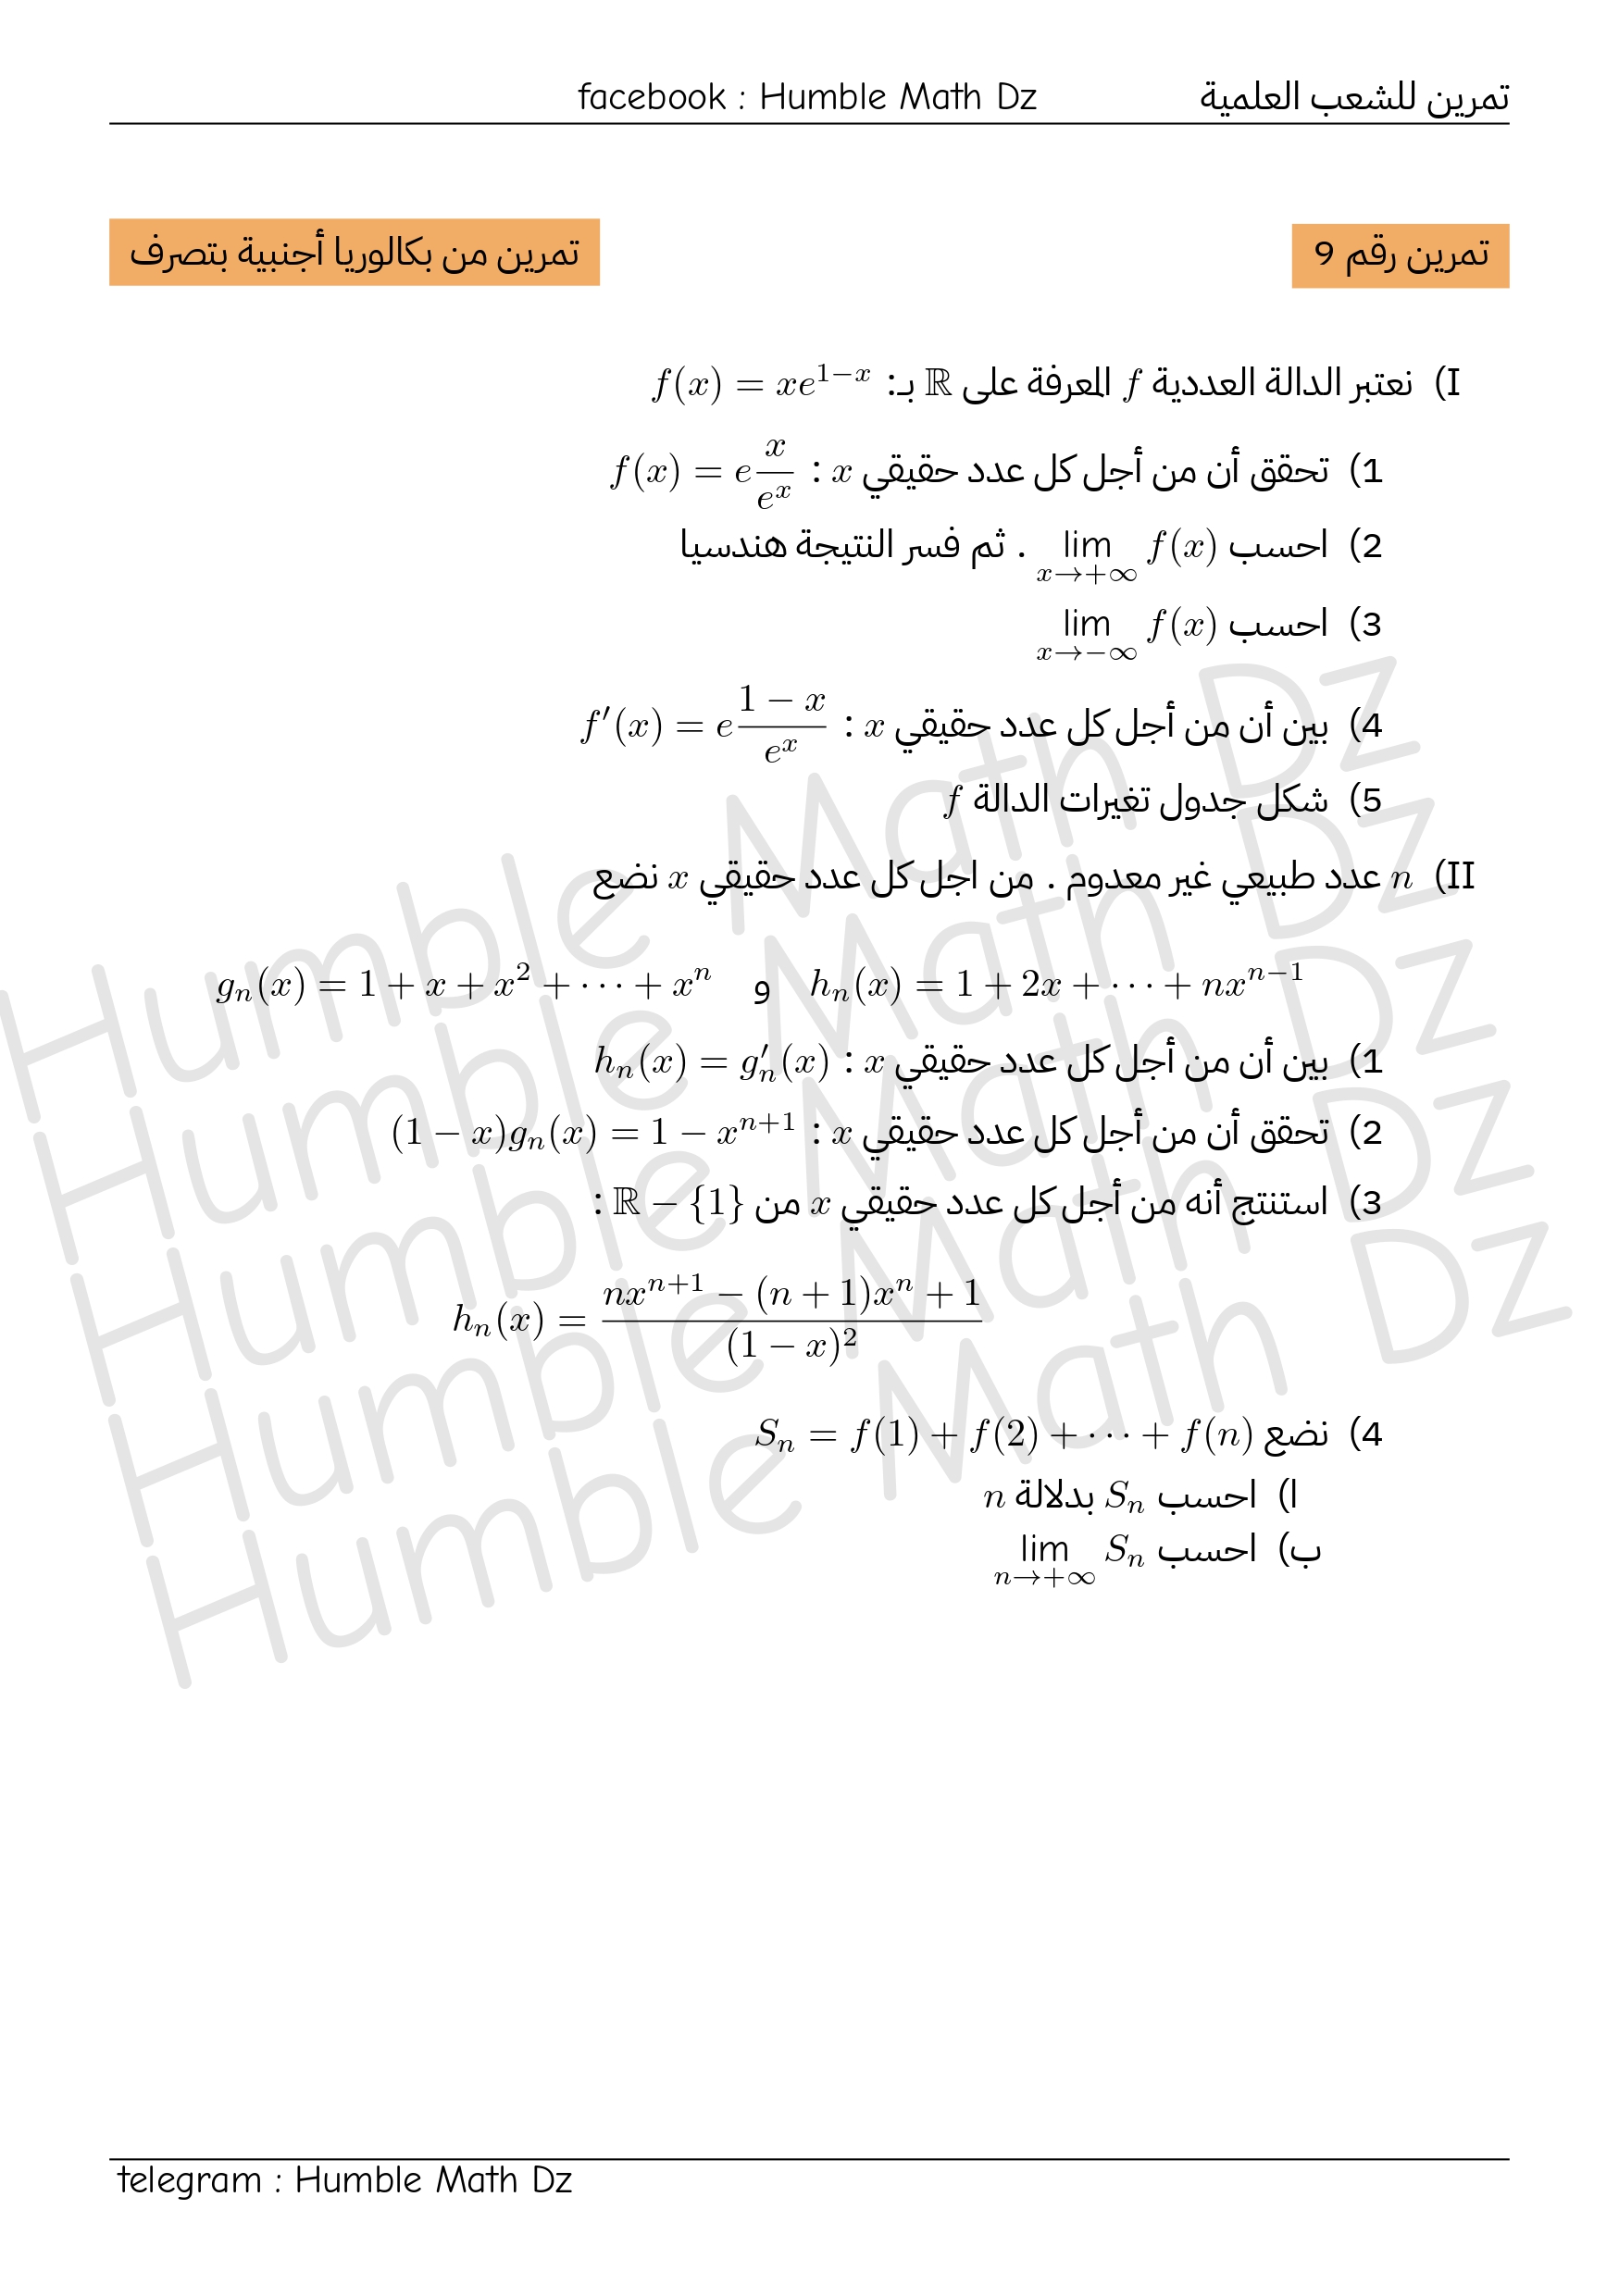 تمرين للشعب العلمية facebook : Humble Math Dz
تمرين رقم 9 تمرين من بكالوريا أجنبية بتصرف
I) نعتبر الدالة العددية $f$ المعرفة على $\mathbb{R}$ بـ: $f(x) = xe^{1-x}$
1) تحقق أن من أجل كل عدد حقيقي $x$ : $f(x) = e\frac{x}{e^x}$
2) احسب $\lim_{x \to +\infty} f(x)$ . ثم فسر النتيجة هندسيا
3) احسب $\lim_{x \to -\infty} f(x)$
4) بين أن من أجل كل عدد حقيقي $x$ : $f'(x) = e\frac{1-x}{e^x}$
5) شكل جدول تغيرات الدالة $f$
II) $n$ عدد طبيعي غير معدوم . من اجل كل عدد حقيقي $x$ نضع
$g_n(x) = 1 + x + x^2 + \cdots + x^n$ و $h_n(x) = 1 + 2x + \cdots + nx^{n-1}$
1) بين أن من أجل كل عدد حقيقي $x$ : $h_n(x) = g'_n(x)$
2) تحقق أن من أجل كل عدد حقيقي $x$ : $(1-x)g_n(x) = 1 - x^{n+1}$
3) استنتج أنه من أجل كل عدد حقيقي $x$ من $\mathbb{R} - \{1\}$ :
$h_n(x) = \frac{nx^{n+1} - (n+1)x^n + 1}{(1-x)^2}$
4) نضع $S_n = f(1) + f(2) + \cdots + f(n)$
ا) احسب $S_n$ بدلالة $n$
ب) احسب $\lim_{n \to +\infty} S_n$
Humble Math Dz
Humble Math Dz
Humble Math Dz
Humble Math Dz
Humble Math Dz
telegram : Humble Math Dz